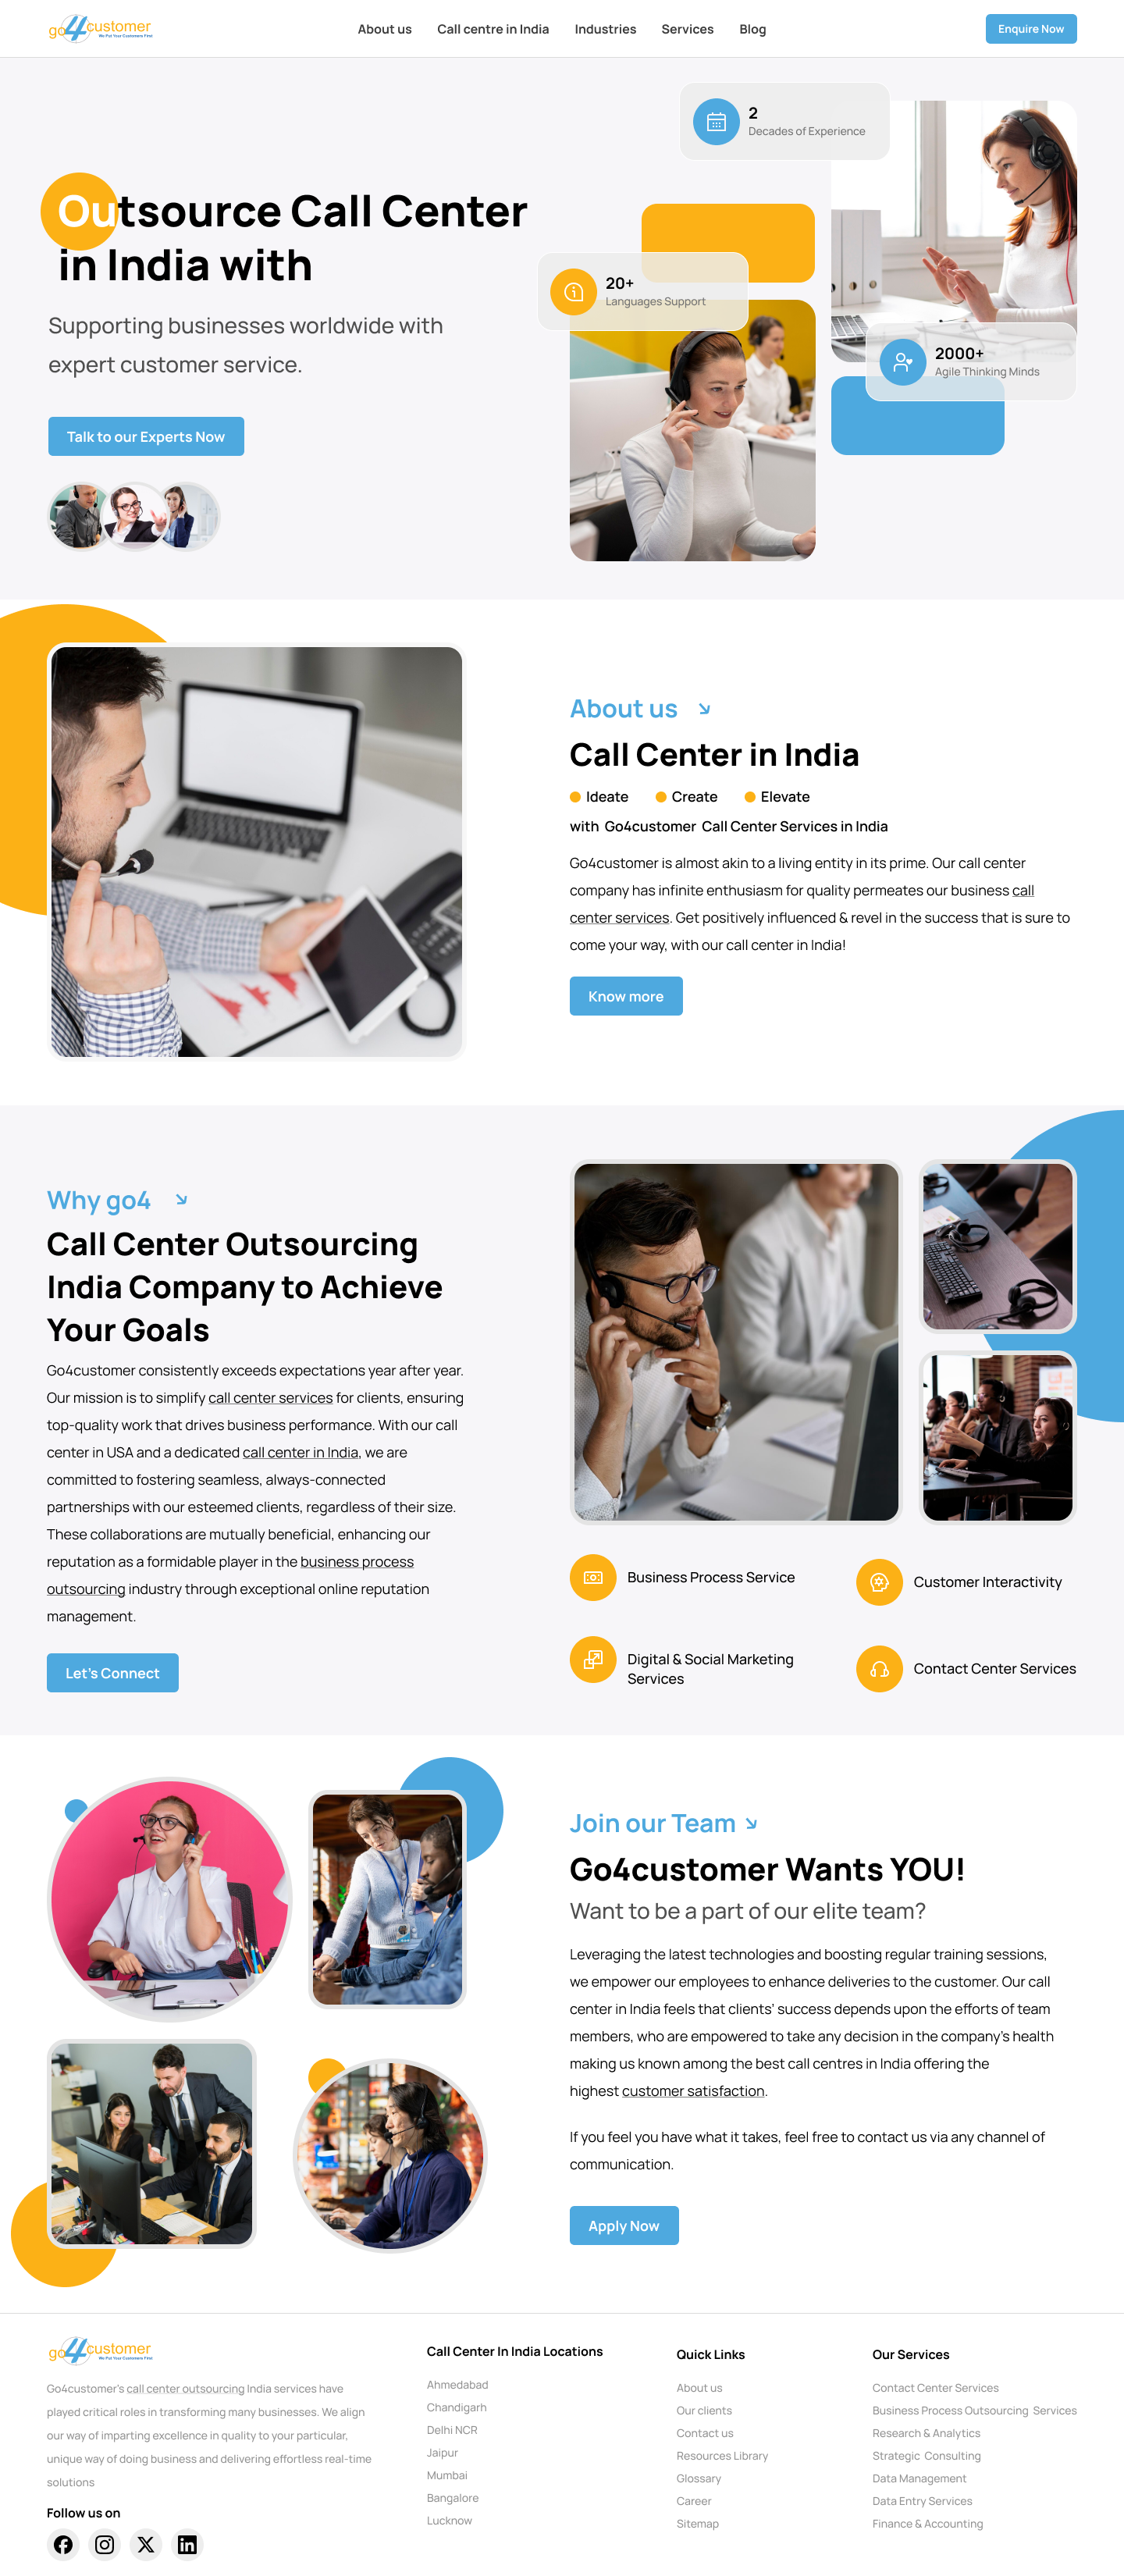 go4customer
We Put Your Customers First
About us
Call centre in India
Industries
Services
Blog
Enquire Now
2
Decades of Experience
Outsource Call Center
in India with
20+
Languages Support
Supporting businesses worldwide with
expert customer service.
2000+
Agile Thinking Minds
Talk to our Experts Now
About us
Call Center in India
Ideate
Create
Elevate
with Go4customer Call Center Services in India
Go4customer is almost akin to a living entity in its prime. Our call center
company has infinite enthusiasm for quality permeates our business call
center services. Get positively influenced & revel in the success that is sure to
come your way, with our call center in India!
Know more
Why go4
Call Center Outsourcing
India Company to Achieve
Your Goals
Go4customer consistently exceeds expectations year after year.
Our mission is to simplify call center services for clients, ensuring
top-quality work that drives business performance. With our call
center in USA and a dedicated call center in India, we are
committed to fostering seamless, always-connected
partnerships with our esteemed clients, regardless of their size.
These collaborations are mutually beneficial, enhancing our
reputation as a formidable player in the business process
outsourcing industry through exceptional online reputation
management.
Let's Connect
Business Process Service
Customer Interactivity
Digital & Social Marketing
Services
Contact Center Services
Join our Team
Go4customer Wants YOU!
Want to be a part of our elite team?
Leveraging the latest technologies and boosting regular training sessions,
we empower our employees to enhance deliveries to the customer. Our call
center in India feels that clients' success depends upon the efforts of team
members, who are empowered to take any decision in the company's health
making us known among the best call centres in India offering the
highest customer satisfaction.
If you feel you have what it takes, feel free to contact us via any channel of
communication.
Apply Now
go4customer
We Put Your Customers First
Go4customer's call center outsourcing India services have
played critical roles in transforming many businesses. We align
our way of imparting excellence in quality to your particular,
unique way of doing business and delivering effortless real-time
solutions
Follow us on
Call Center In India Locations
Ahmedabad
Chandigarh
Delhi NCR
Jaipur
Mumbai
Bangalore
Lucknow
Quick Links
About us
Our clients
Contact us
Resources Library
Glossary
Career
Sitemap
Our Services
Contact Center Services
Business Process Outsourcing Services
Research & Analytics
Strategic Consulting
Data Management
Data Entry Services
Finance & Accounting